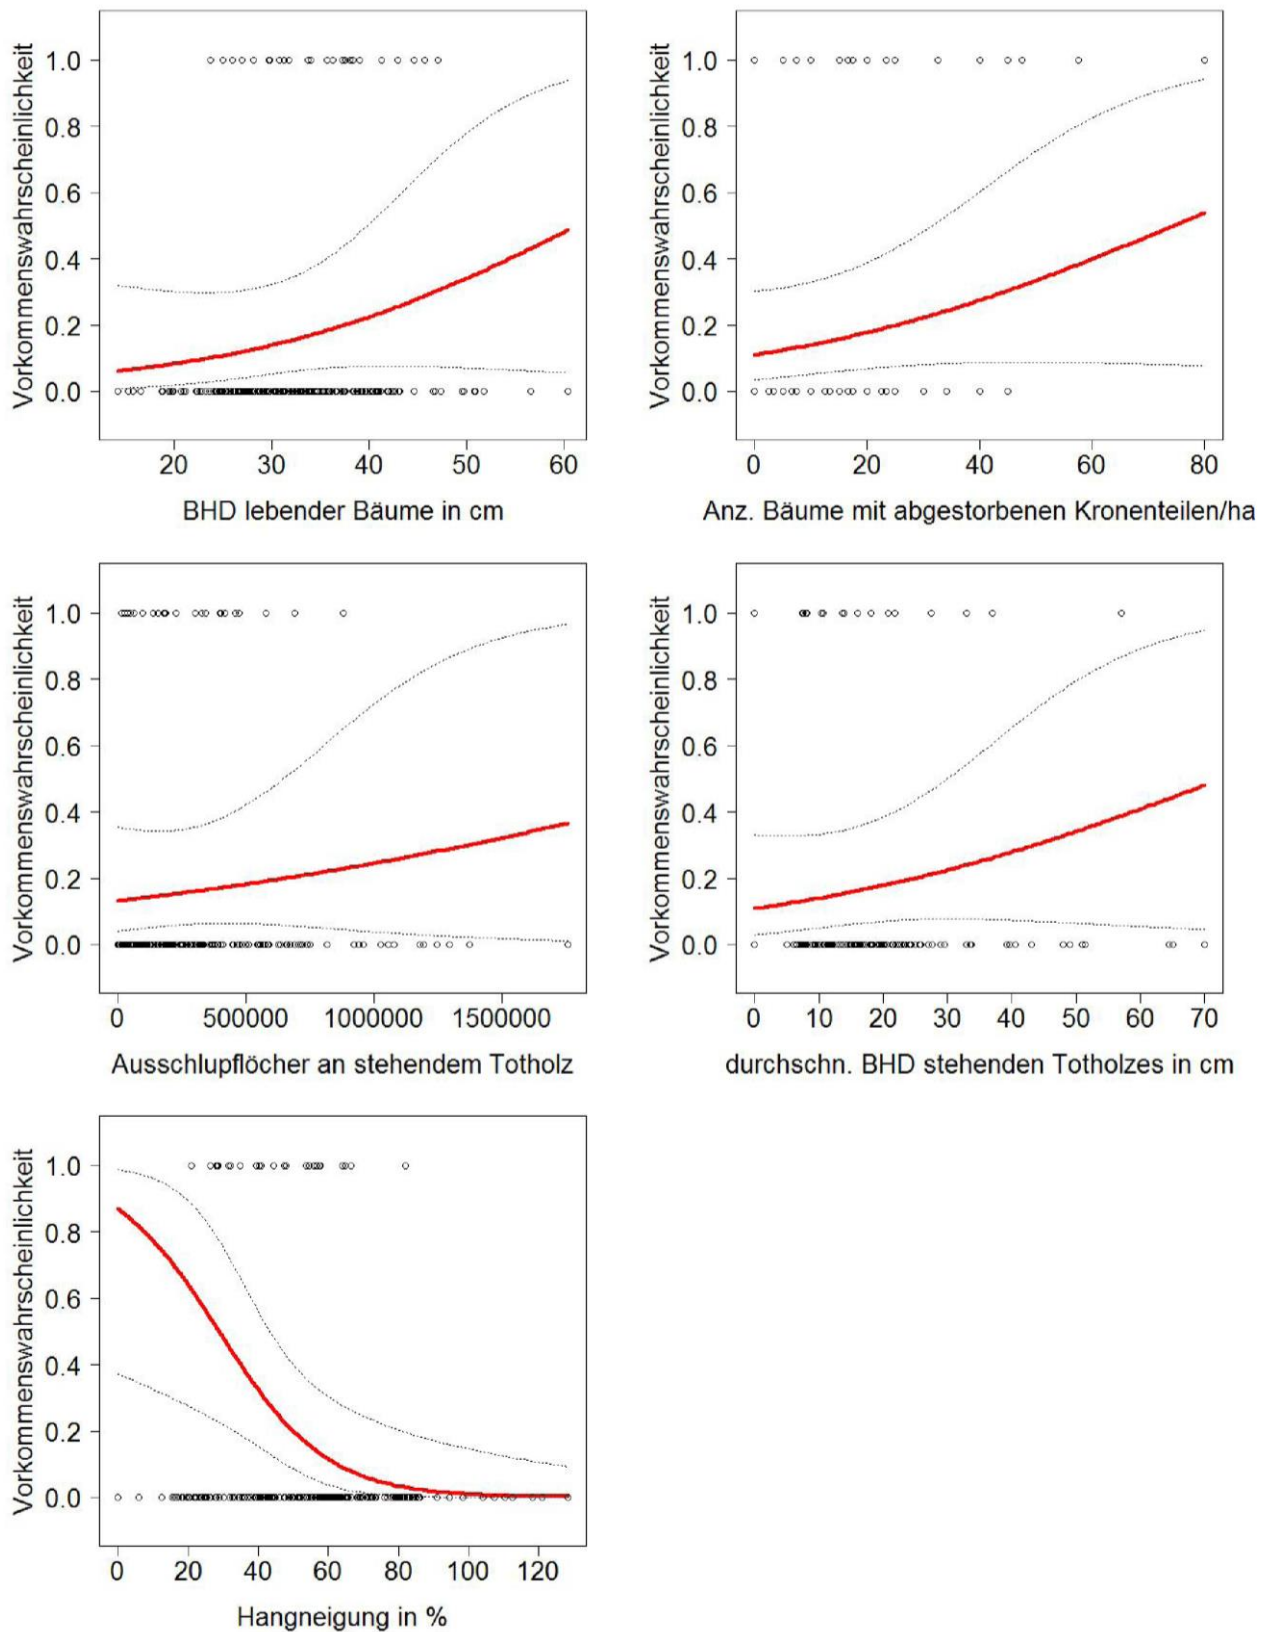 Vorkommenswahrscheinlichkeit
1.0
0.8
0.6
0.4
0.2
0.0
20 30 40 50 60
BHD lebender Bäume in cm
Vorkommenswahrscheinlichkeit
1.0
0.8
0.6
0.4
0.2
0.0
0 20 40 60 80
Anz. Bäume mit abgestorbenen Kronenteilen/ha
Vorkommenswahrscheinlichkeit
1.0
0.8
0.6
0.4
0.2
0.0
0 500000 1000000 1500000
Ausschlupflöcher an stehendem Totholz
Vorkommenswahrscheinlichkeit
1.0
0.8
0.6
0.4
0.2
0.0
0 10 20 30 40 50 60 70
durchschn. BHD stehenden Totholzes in cm
Vorkommenswahrscheinlichkeit
1.0
0.8
0.6
0.4
0.2
0.0
0 20 40 60 80 100 120
Hangneigung in %